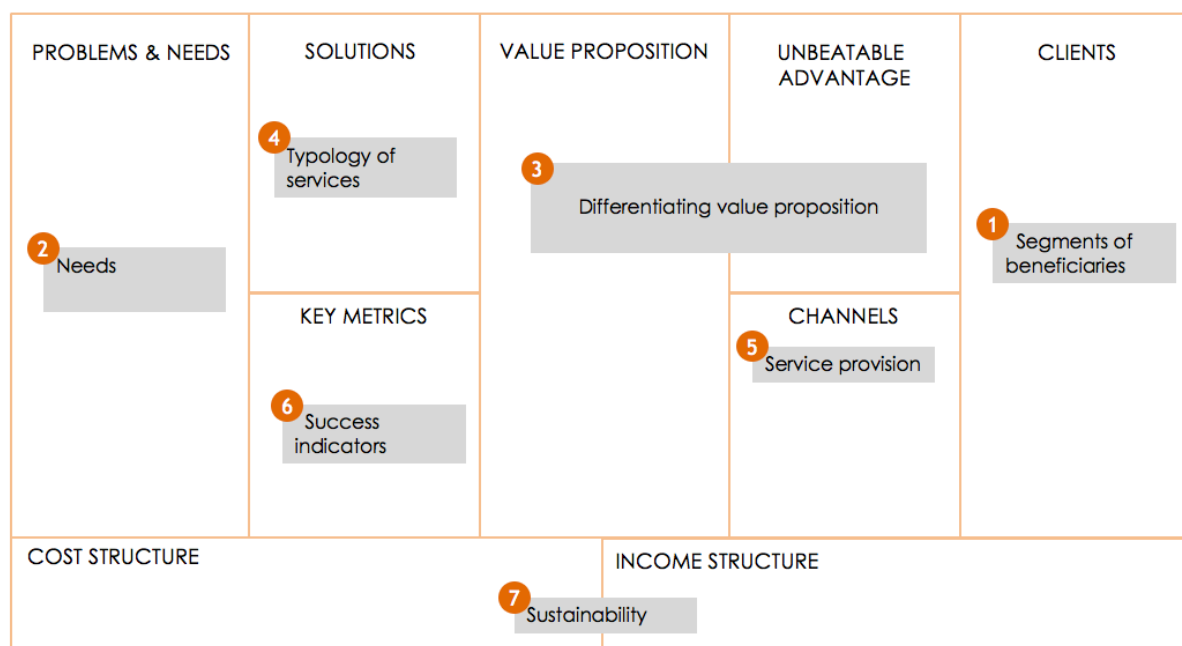 PROBLEMS & NEEDS
2
Needs
SOLUTIONS
4
Typology of
services
KEY METRICS
6
Success
indicators
VALUE PROPOSITION
3
Differentiating value proposition
UNBEATABLE
ADVANTAGE
CHANNELS
5
Service provision
CLIENTS
1
Segments of
beneficiaries
COST STRUCTURE
7
Sustainability
INCOME STRUCTURE